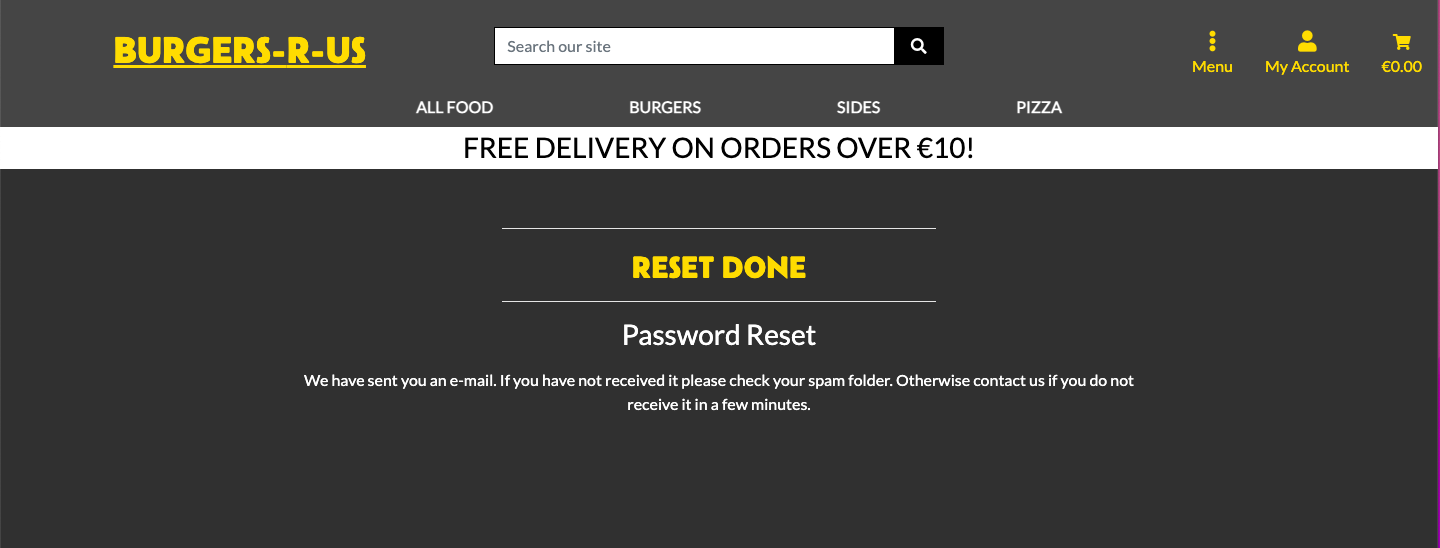 BURGERS-R-US
Search our site
Menu
My Account
€0.00
ALL FOOD
BURGERS
SIDES
PIZZA
FREE DELIVERY ON ORDERS OVER €10!
RESET DONE
Password Reset
We have sent you an e-mail. If you have not received it please check your spam folder. Otherwise contact us if you do not
receive it in a few minutes.